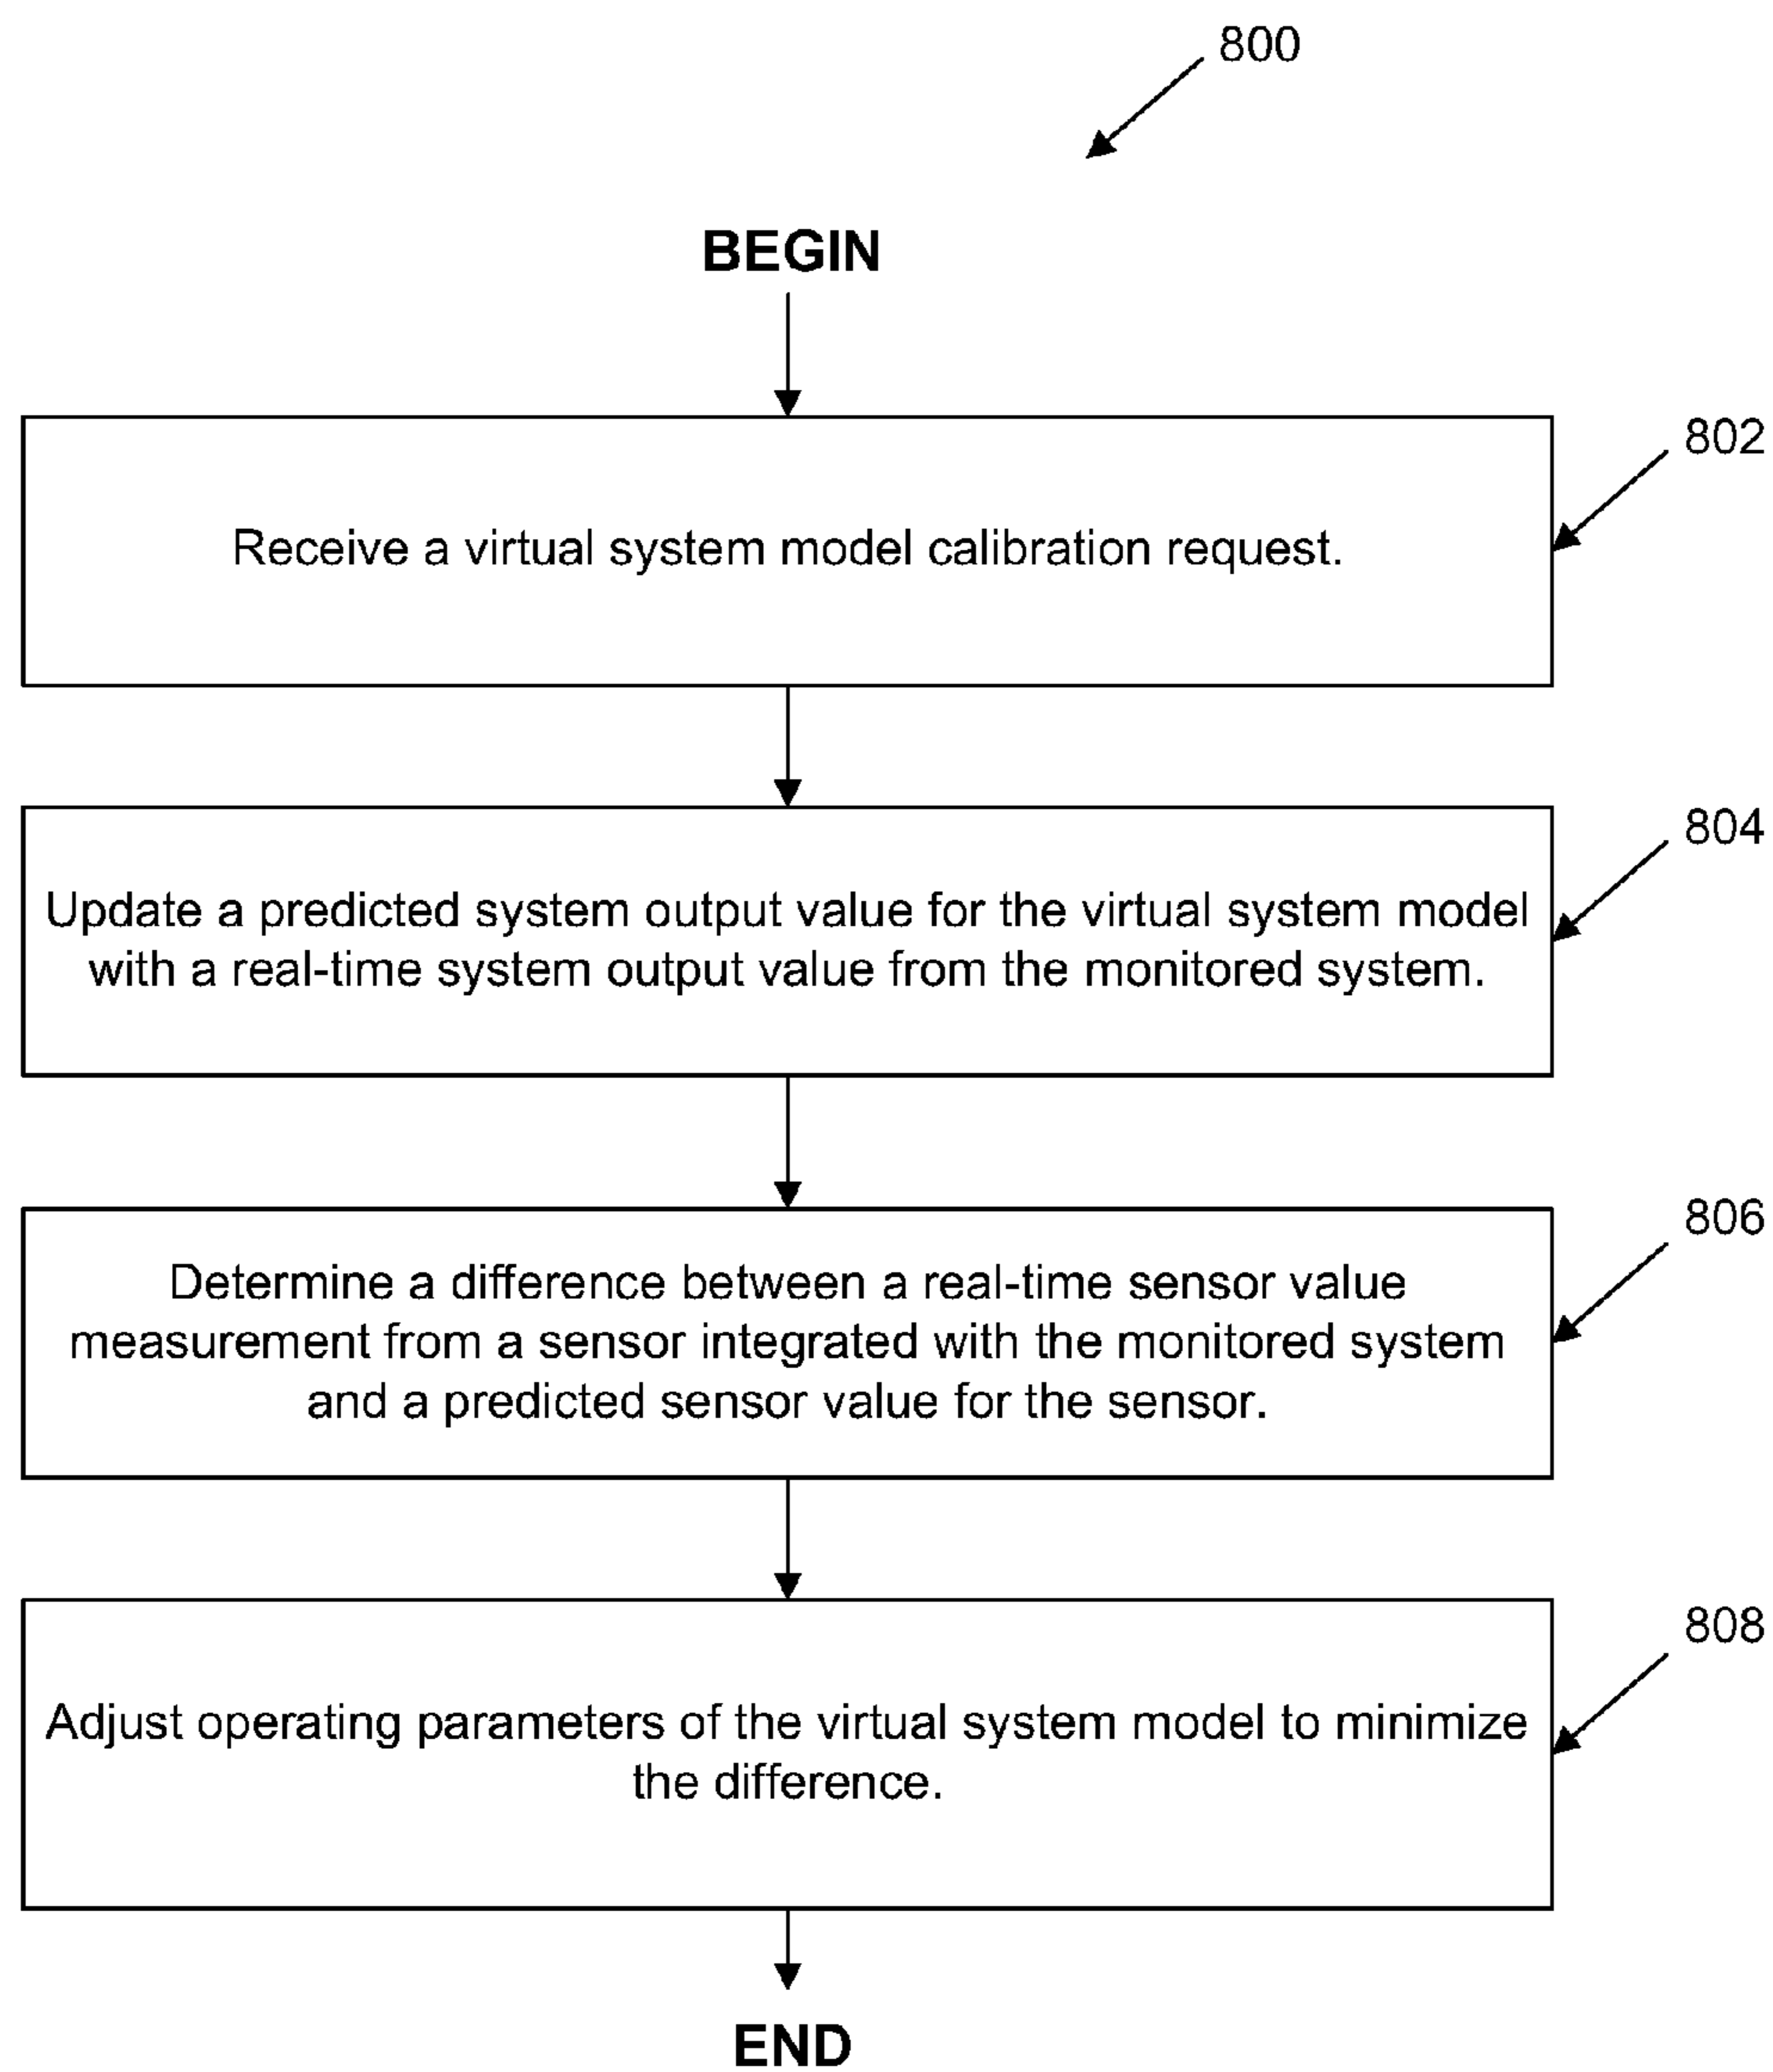 800
BEGIN
802
Receive a virtual system model calibration request.
804
Update a predicted system output value for the virtual system model
with a real-time system output value from the monitored system.
806
Determine a difference between a real-time sensor value
measurement from a sensor integrated with the monitored system
and a predicted sensor value for the sensor.
808
Adjust operating parameters of the virtual system model to minimize
the difference.
END